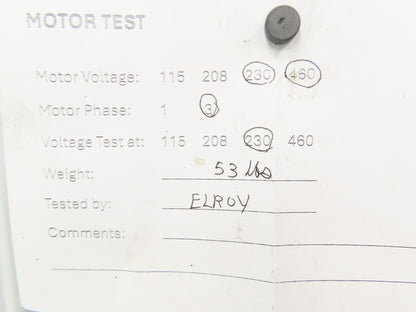 MOTOR TEST
Motor Voltage: 115 208 230 460
Motor Phase: 1 3
Voltage Test at: 115 208 230 460
Weight: 53 lbs
Tested by: ELROY
Comments: